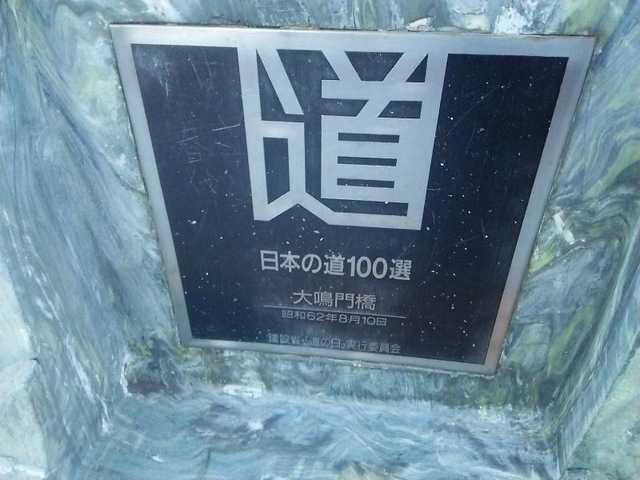 道
日本の道100選
大鳴門橋
昭和62年8月10日
建設省・「道の日」実行委員会